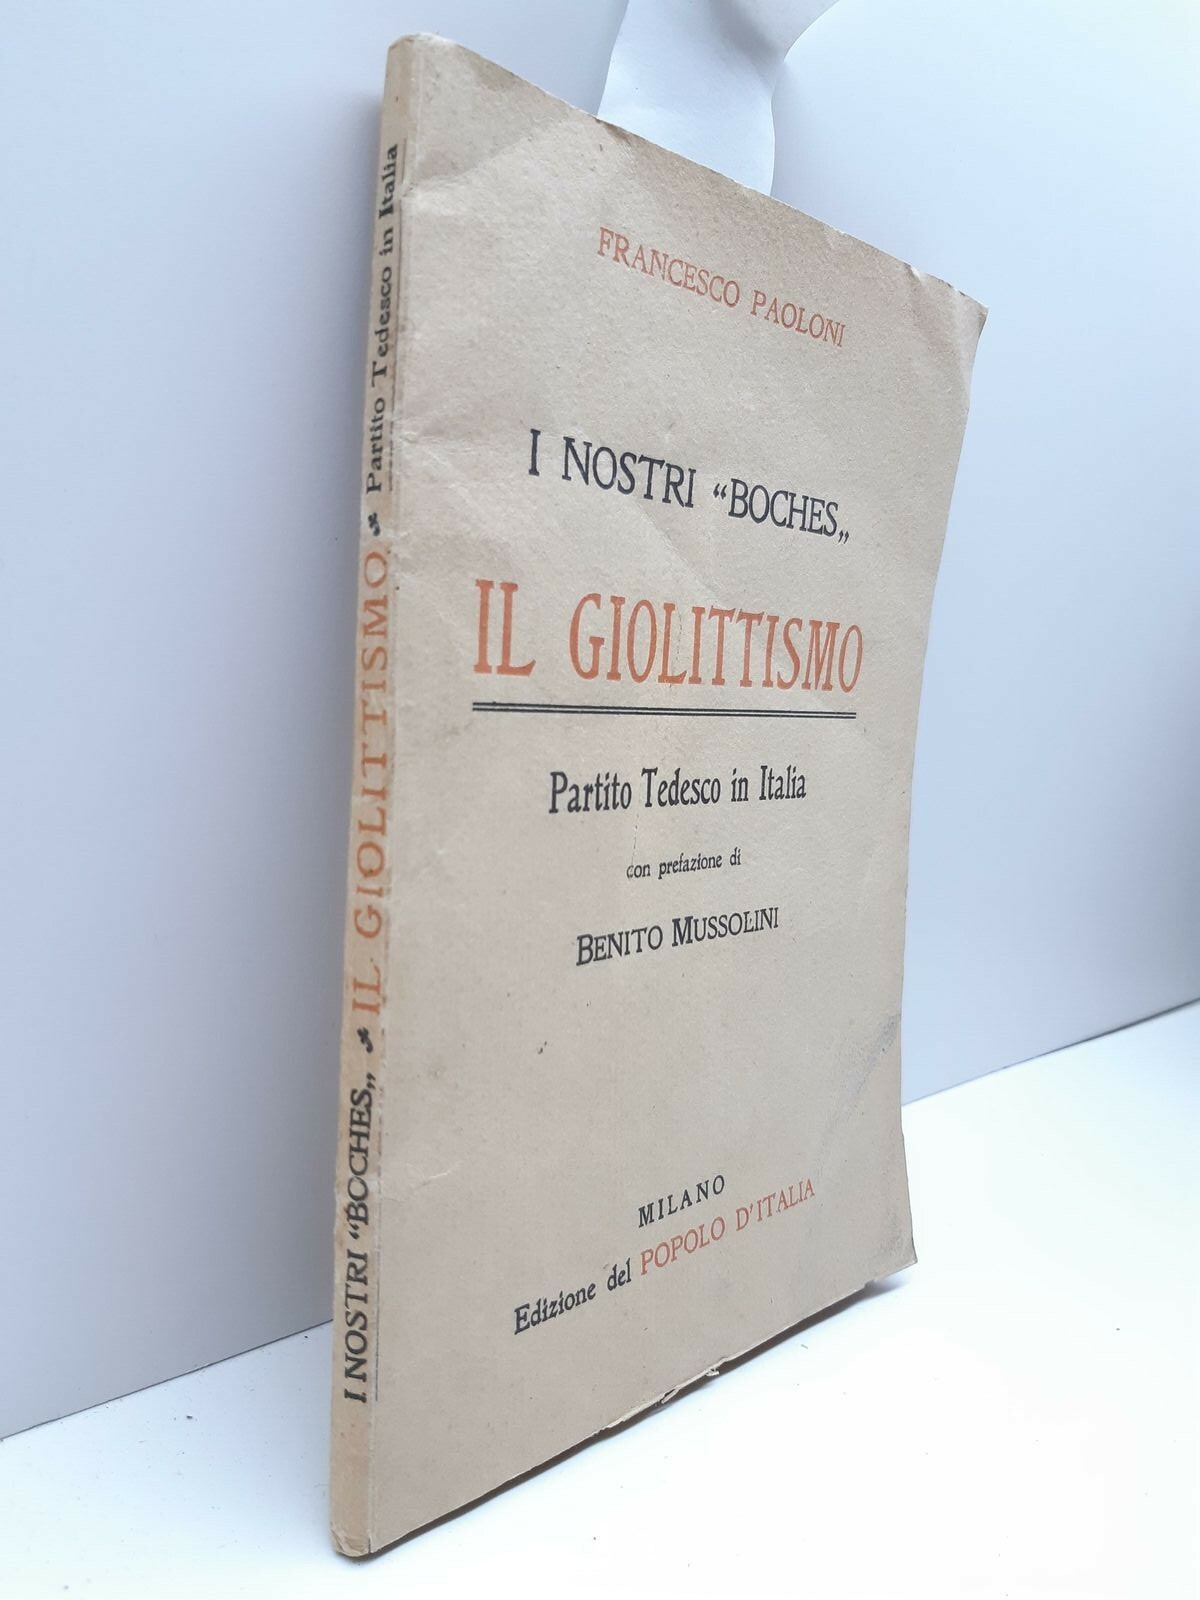 FRANCESCO PAOLONI
I NOSTRI “BOCHES„
IL GIOLITTISMO
Partito Tedesco in Italia
con prefazione di
BENITO MUSSOLINI
MILANO
Edizione del POPOLO D'ITALIA
I NOSTRI “BOCHES„ IL GIOLITTISMO Partito Tedesco in Italia